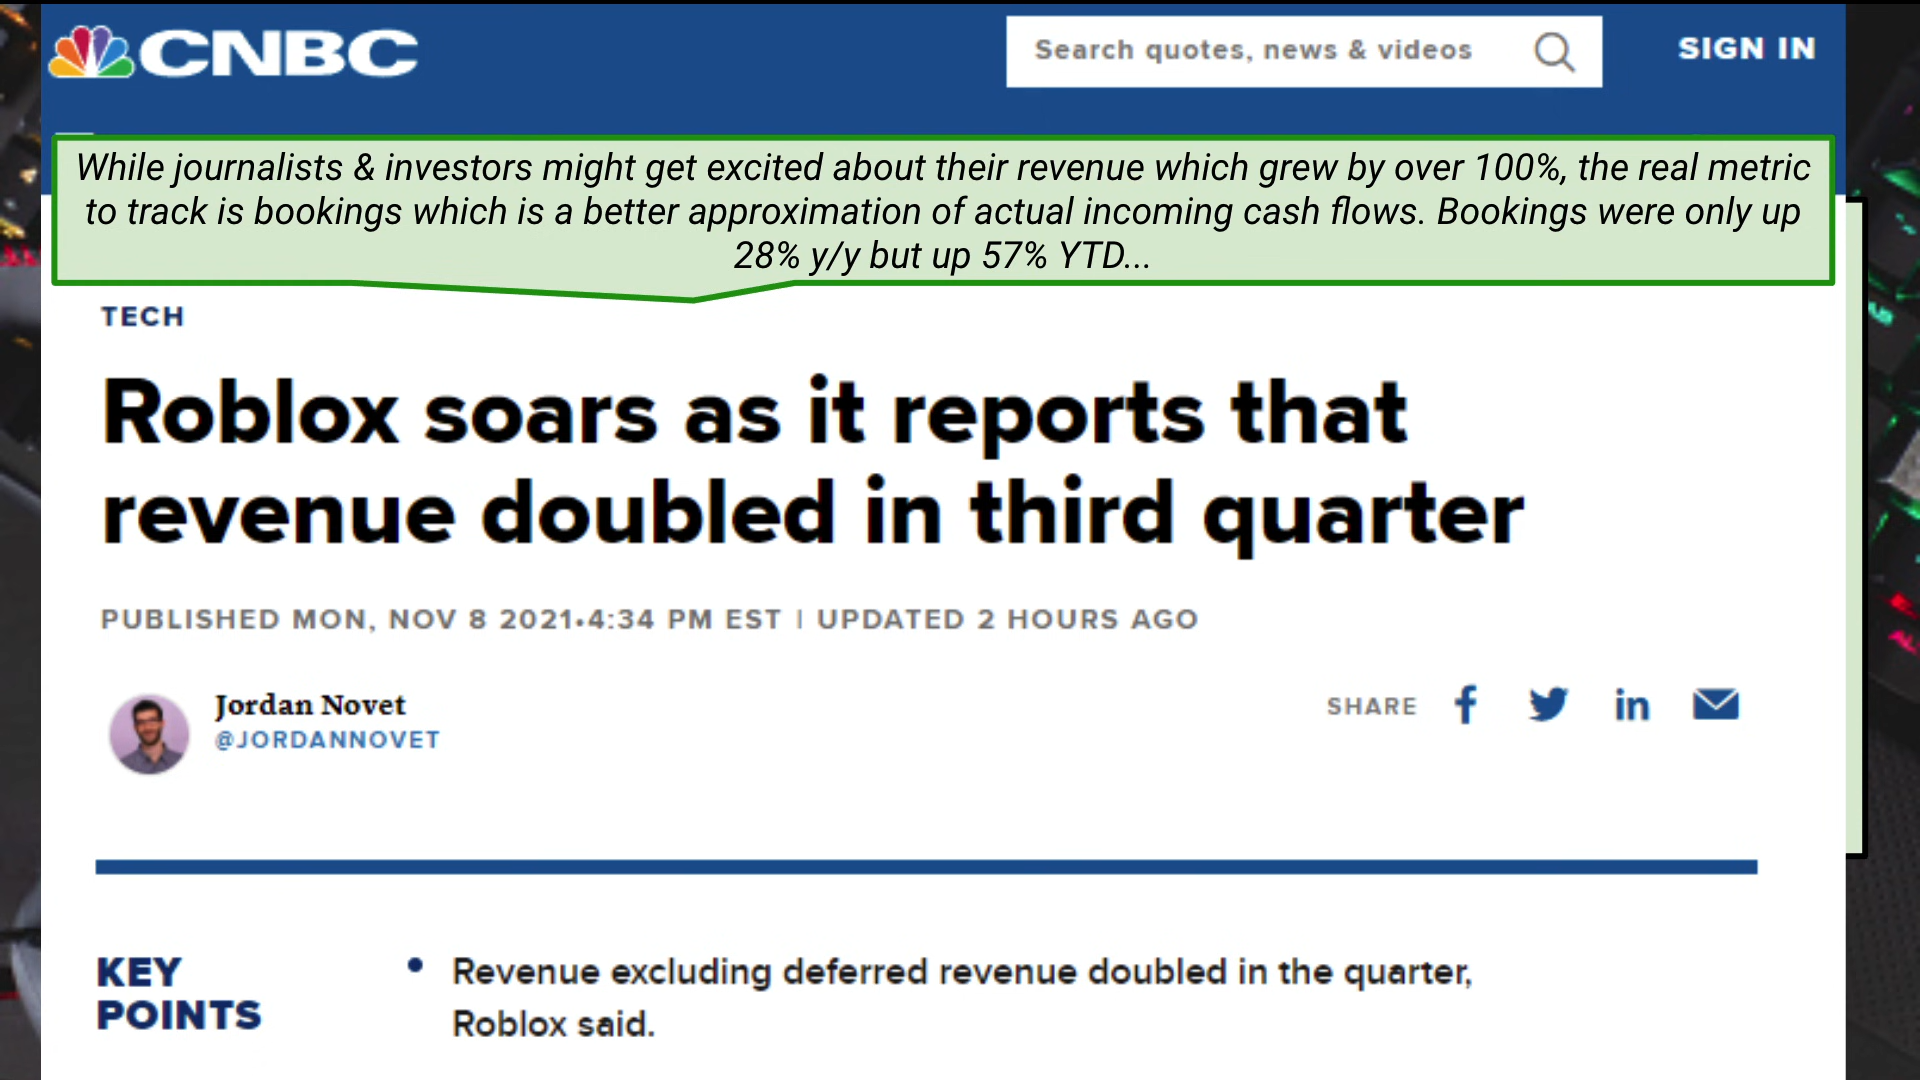 CNBC
Search quotes, news & videos
SIGN IN
While journalists & investors might get excited about their revenue which grew by over 100%, the real metric
to track is bookings which is a better approximation of actual incoming cash flows. Bookings were only up
28% y/y but up 57% YTD...
TECH
Roblox soars as it reports that
revenue doubled in third quarter
PUBLISHED MON, NOV 8 2021•4:34 PM EST | UPDATED 2 HOURS AGO
Jordan Novet
@JORDANNOVET
SHARE
KEY
POINTS
• Revenue excluding deferred revenue doubled in the quarter,
Roblox said.